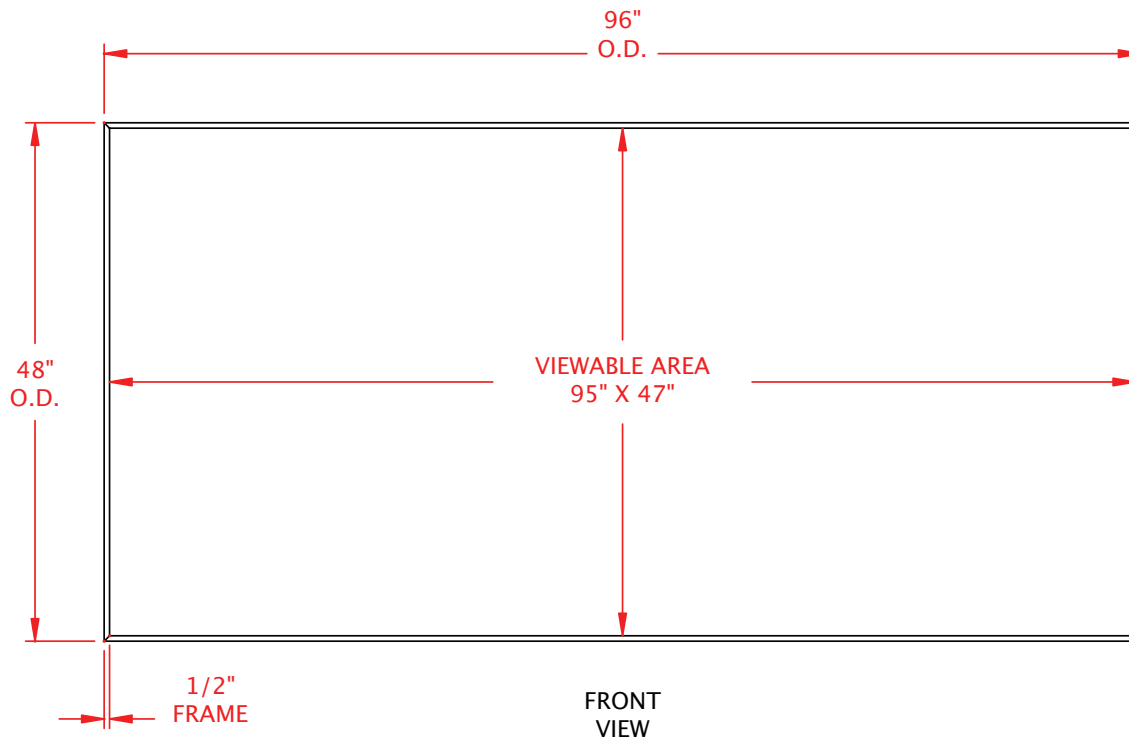 96"
O.D.
48"
O.D.
VIEWABLE AREA
95" X 47"
1/2"
FRAME
FRONT
VIEW